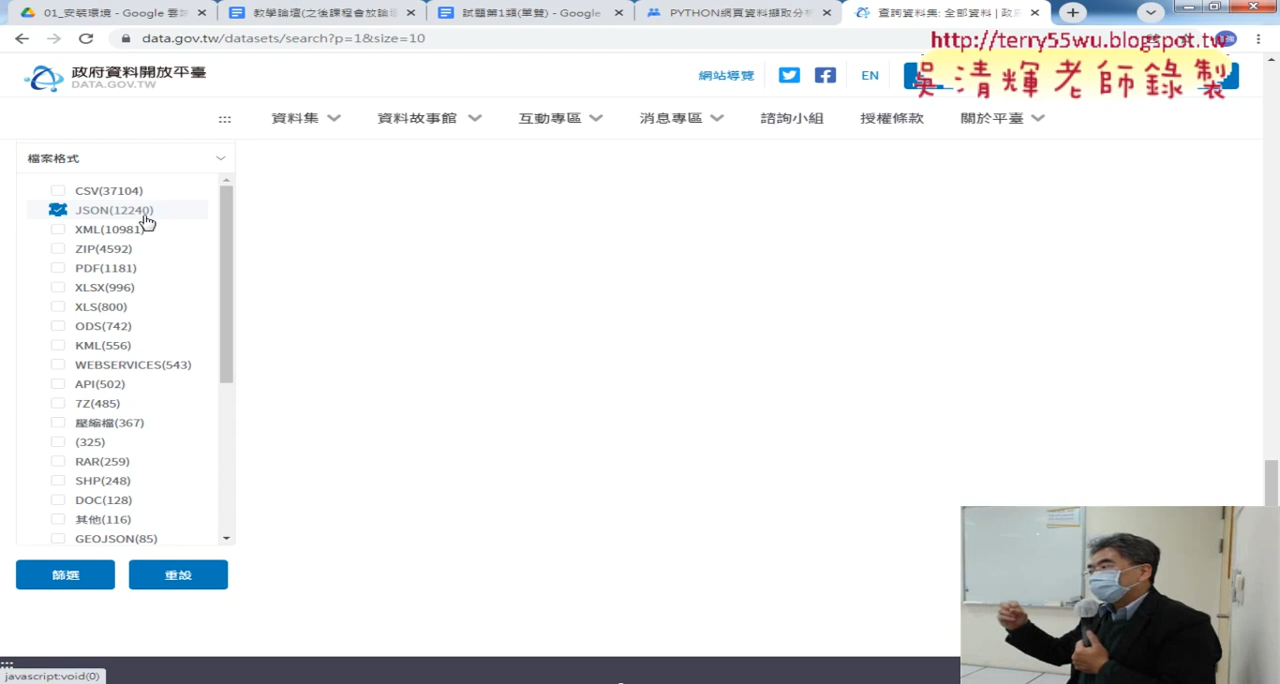 01_安裝環境 - Google 雲端
教學論壇(之後課程會放論壇
試題第1類(單雙) - Google
PYTHON網頁資料擷取分析
查詢資料集: 全部資料 | 政府
data.gov.tw/datasets/search?p=1&size=10
http://terry55wu.blogspot.tw
吳清輝老師錄製
政府資料開放平臺
DATA.GOV.TW
網站導覽
EN
資料集
資料故事館
互動專區
消息專區
諮詢小組
授權條款
關於平臺
檔案格式
CSV(37104)
JSON(12240)
XML(10981)
ZIP(4592)
PDF(1181)
XLSX(996)
XLS(800)
ODS(742)
KML(556)
WEBSERVICES(543)
API(502)
7Z(485)
壓縮檔(367)
(325)
RAR(259)
SHP(248)
DOC(128)
其他(116)
GEOJSON(85)
篩選
重設
javascript:void(0)